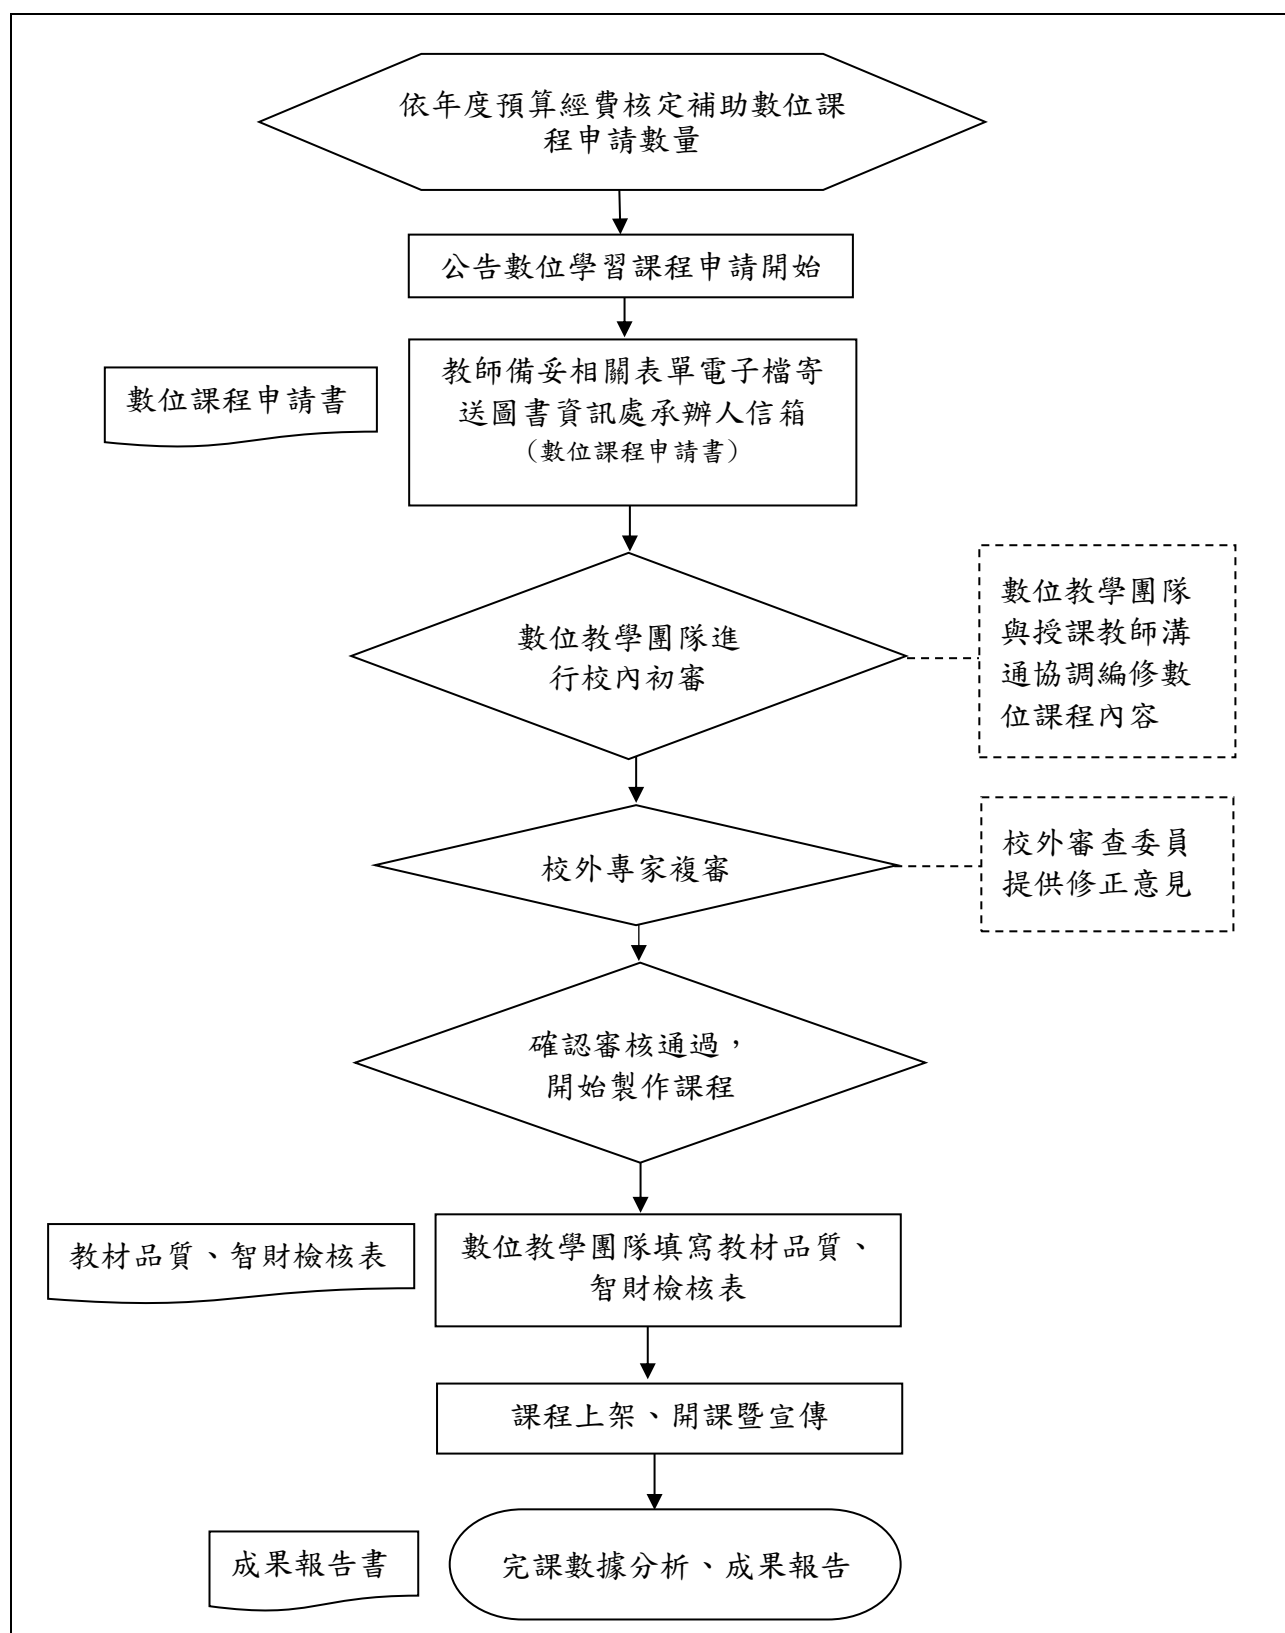 依年度預算經費核定補助數位課
程申請數量
公告數位學習課程申請開始
數位課程申請書
教師備妥相關表單電子檔寄
送圖書資訊處承辦人信箱
（數位課程申請書）
數位教學團隊進
行校內初審
數位教學團隊
與授課教師溝
通協調編修數
位課程內容
校外專家複審
校外審查委員
提供修正意見
確認審核通過，
開始製作課程
教材品質、智財檢核表
數位教學團隊填寫教材品質、
智財檢核表
課程上架、開課暨宣傳
成果報告書
完課數據分析、成果報告